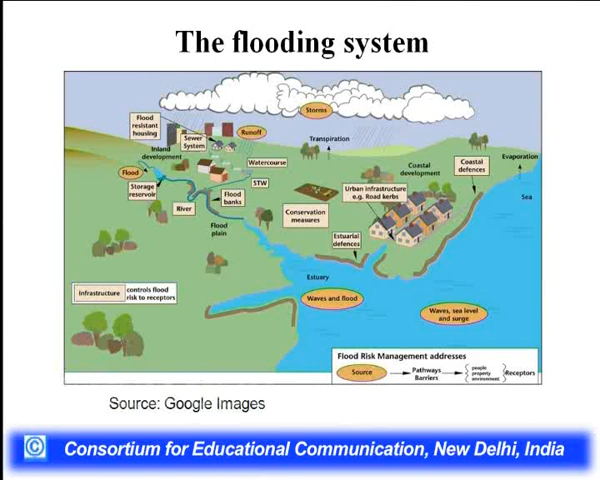 The flooding system
Storms
Flood
resistant
housing
Runoff
Sewer
System
Transpiration
Inland
development
Watercourse
Coastal
defences
Evaporation
Coastal
development
Flood
STW
Storage
reservoir
Flood
banks
Urban infrastructure
e.g. Road kerbs
Sea
River
Conservation
measures
Flood
plain
Estuarial
defences
Estuary
Infrastructure
controls flood
risk to receptors
Waves and flood
Waves, sea level
and surge
Flood Risk Management addresses
Source
Pathways
Barriers
people
property
environment
Receptors
Source: Google Images
© Consortium for Educational Communication, New Delhi, India